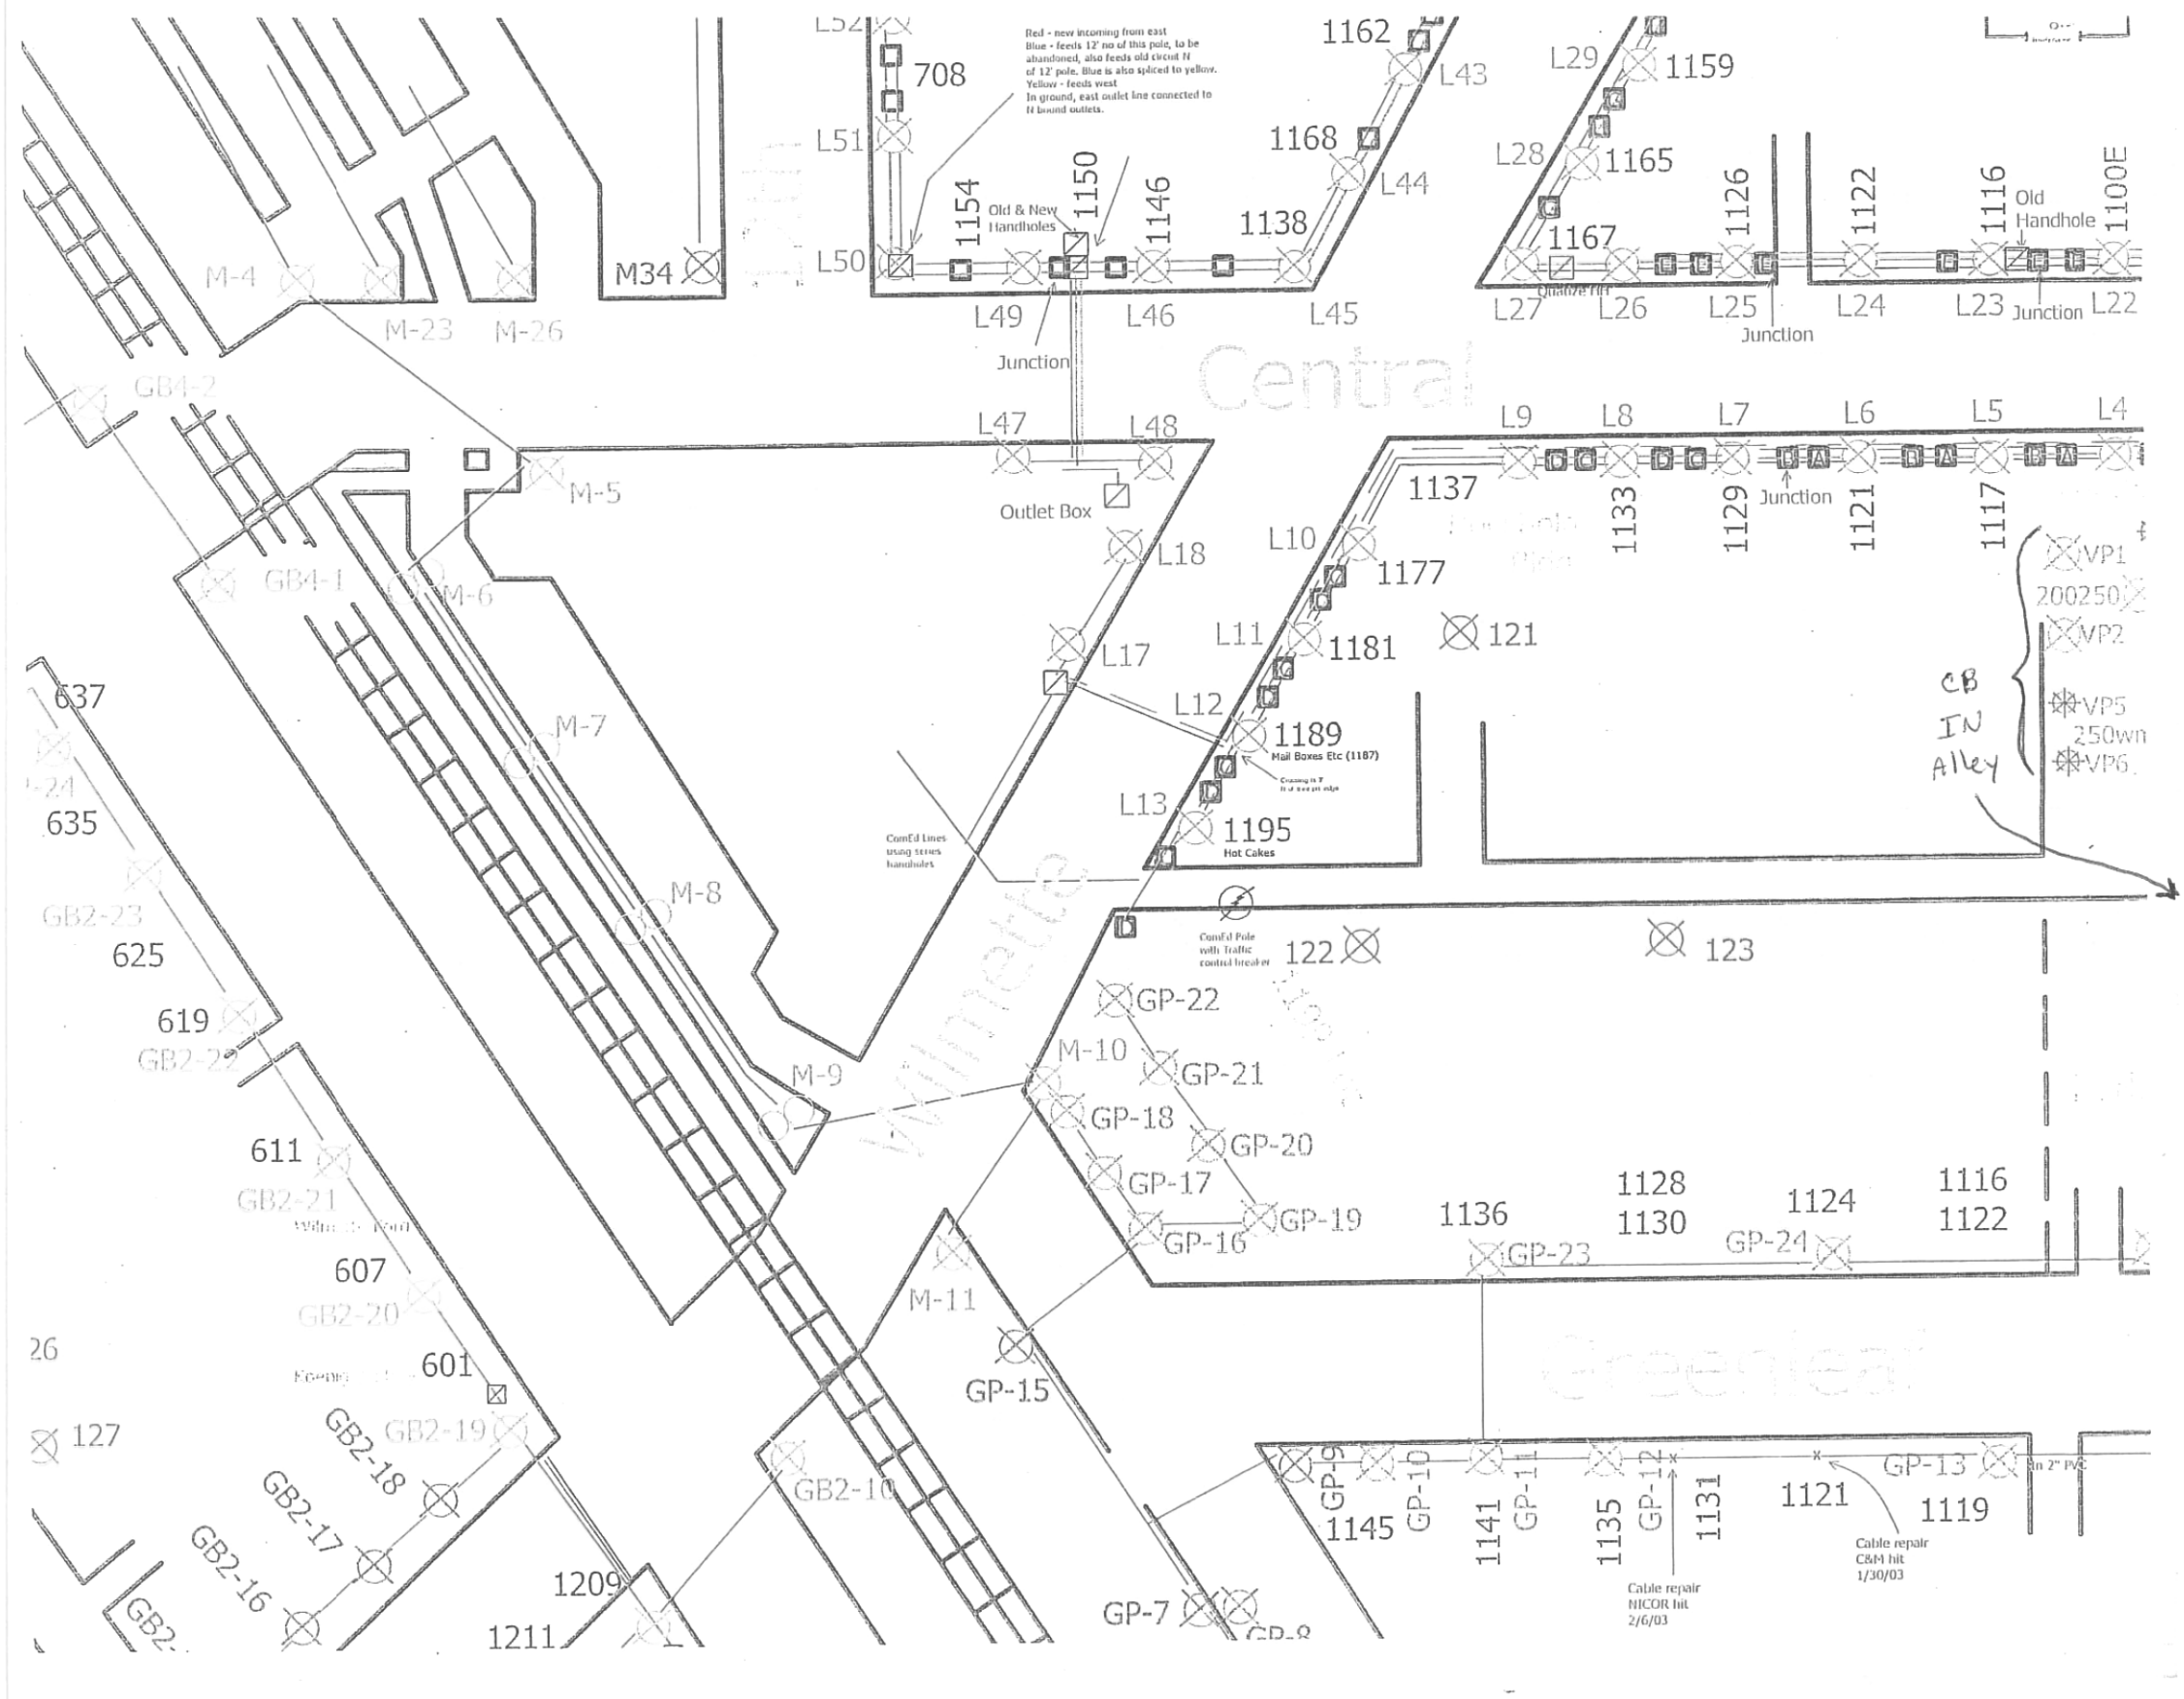 L52
708
Red - new incoming from east
Blue - feeds 12' no of this pole, to be
abandoned, also feeds old circuit N
of 12' pole. Blue is also spliced to yellow.
Yellow - feeds west
In ground, east outlet line connected to
N bound outlets.
1162
L43
L29
1159
L51
1168
L44
L28
1165
1154
Old & New
Handholes
1150
1146
1138
1126
1122
1116
Old
Handhole
1100E
M-4
M34
L50
1167
M-23
M-26
L49
L46
L45
L27
L26
L25
L24
L23
Junction
L22
Junction
Junction
GB4-2
Central
L47
L48
L9
L8
L7
L6
L5
L4
M-5
Outlet Box
1137
1133
1129
Junction
1121
1117
L18
L10
1177
VP1
GB4-1
M-6
200250
L11
1181
121
VP2
L17
637
L12
1189
Mail Boxes Etc (1187)
CB
IN
Alley
VP5
250wn
VP6
M-7
635
L13
1195
Hot Cakes
ComEd Lines
using series
handholes
M-8
GB2-23
625
ComEd Pole
with Traffic
control breaker
122
123
Wilmette
GP-22
619
GB2-22
M-10
GP-21
M-9
GP-18
GP-20
611
GB2-21
GP-17
GP-19
GP-16
1136
1128
1130
1124
1116
1122
GP-23
GP-24
607
GB2-20
M-11
26
601
GP-15
Greenleaf
127
GB2-19
GB2-18
GB2-17
GB2-16
GB2-
GB2-10
GP-9
1145
GP-10
1141
GP-11
1135
GP-12
1131
1121
GP-13
1119
in 2" PVC
Cable repair
C&M hit
1/30/03
Cable repair
NICOR hit
2/6/03
1209
1211
GP-7
GP-8